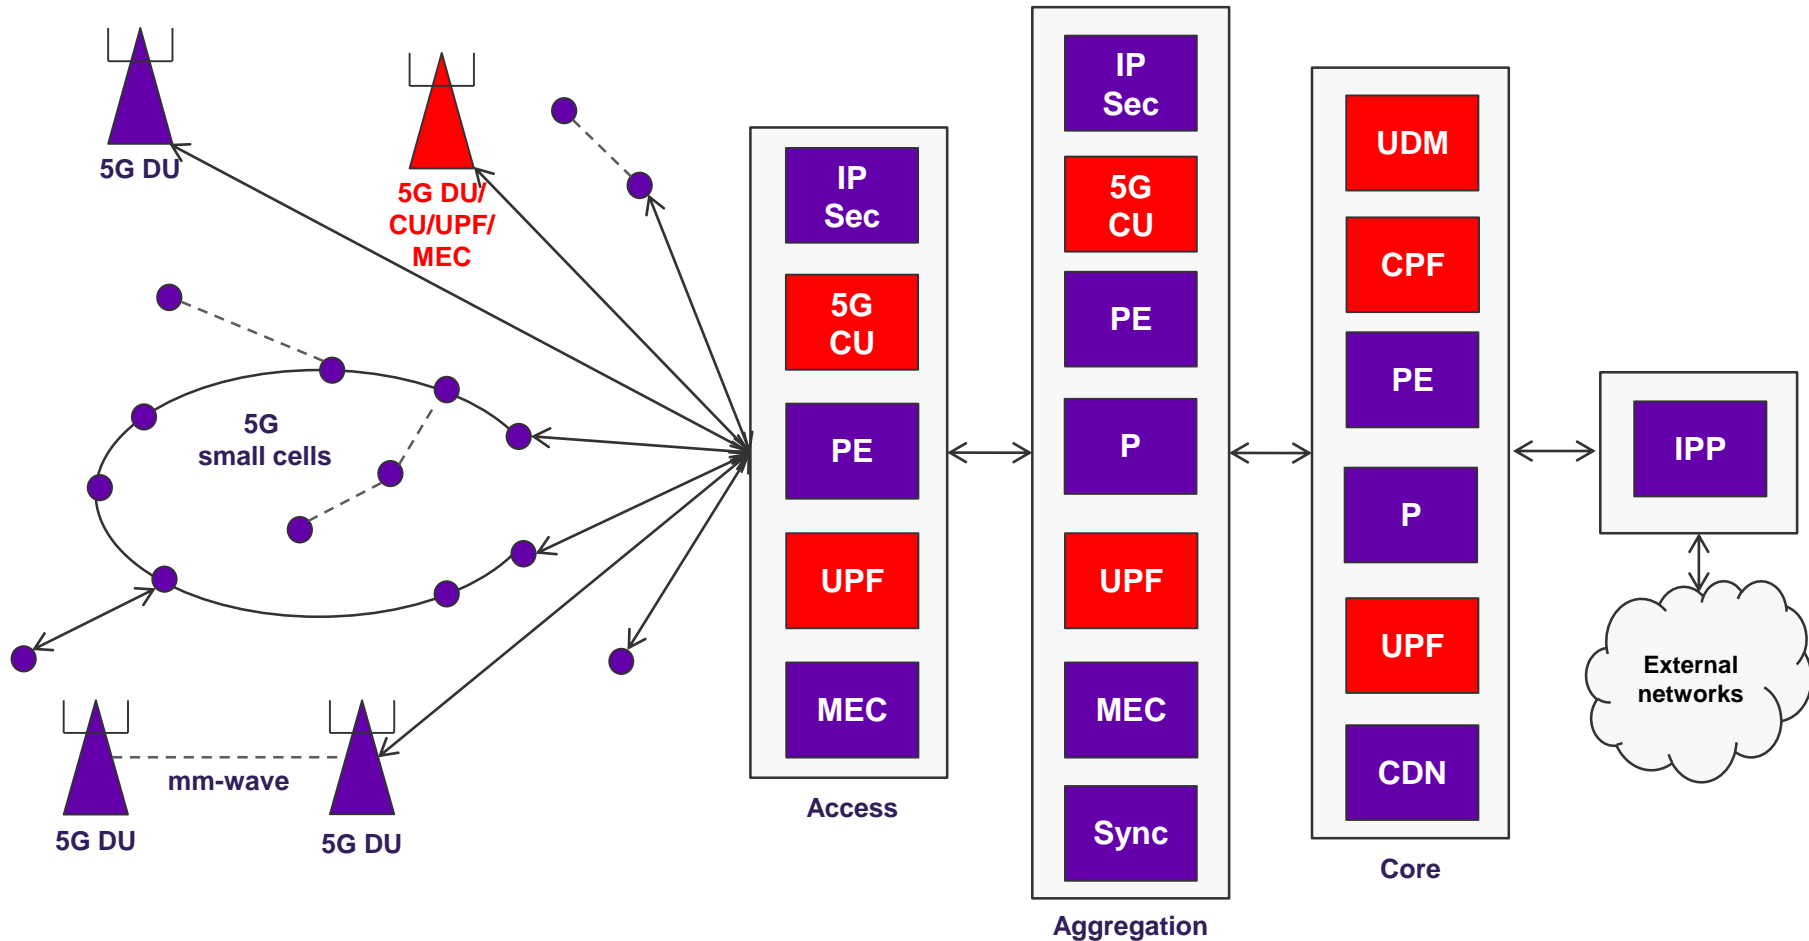 5G DU
5G DU/
CU/UPF/
MEC
5G
small cells
mm-wave
5G DU
5G DU
IP
Sec
5G
CU
PE
UPF
MEC
Access
IP
Sec
5G
CU
PE
P
UPF
MEC
Sync
Aggregation
UDM
CPF
PE
P
UPF
CDN
Core
IPP
External
networks